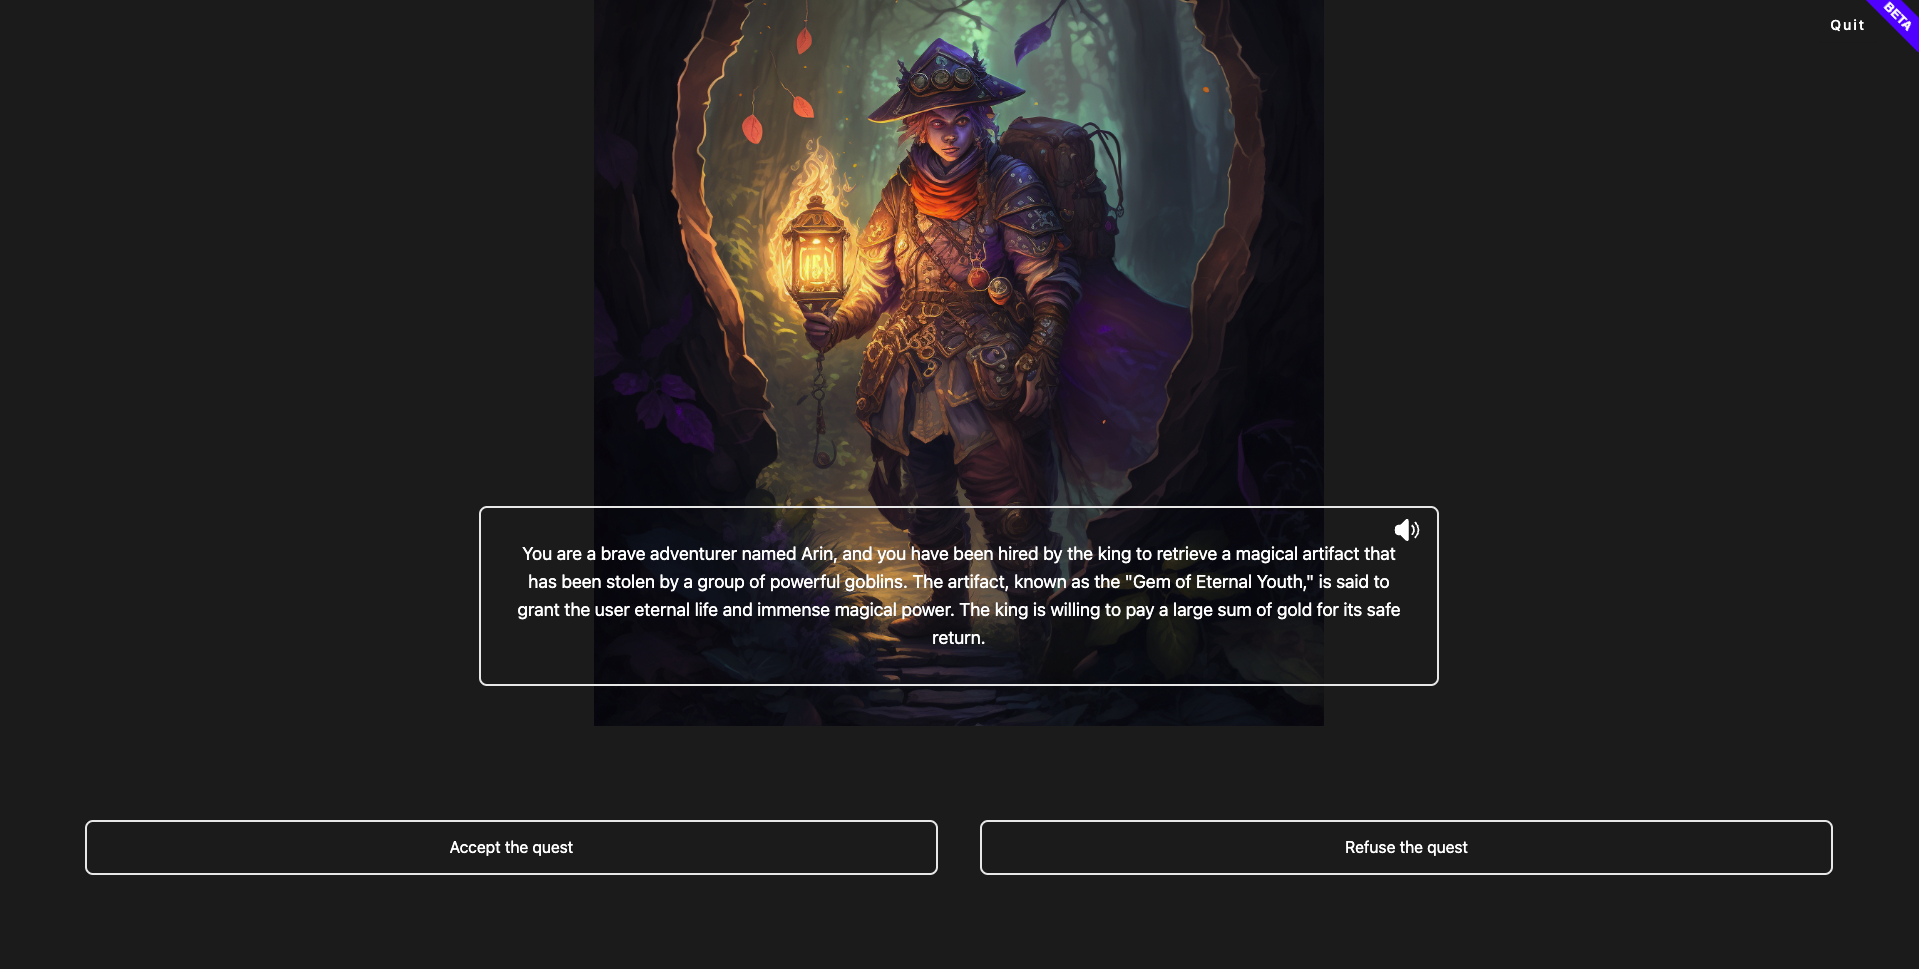 Quit
BETA
You are a brave adventurer named Arin, and you have been hired by the king to retrieve a magical artifact that
has been stolen by a group of powerful goblins. The artifact, known as the "Gem of Eternal Youth," is said to
grant the user eternal life and immense magical power. The king is willing to pay a large sum of gold for its safe
return.
Accept the quest
Refuse the quest